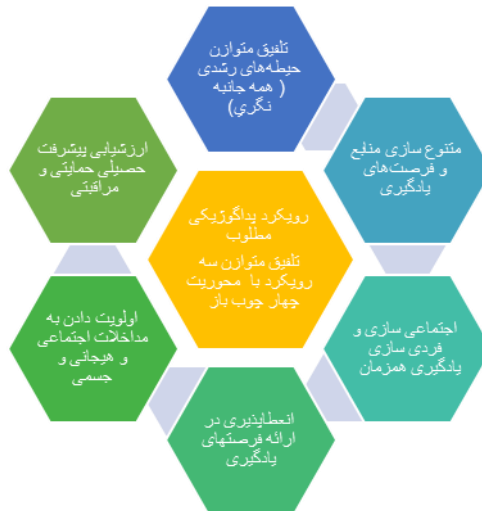 تلفیق متوازن
حیطه‌های رشدی
( همه جانبه
نگري)
متنوع سازی منابع
و فرصت‌های
یادگیری
اجتماعی سازی و
فردی سازی
یادگیری همزمان
انعطاپذیری در
ارائه فرصتهای
یادگیری
اولویت دادن به
مداخلات اجتماعی
و هیجانی و
جسمی
ارزشیابی پیشرفت
حصیلی حمایتی و
مراقبتی
رویکرد پداگوژیکی
مطلوب
تلفیق متوازن سه
رویکرد با محوریت
چهار چوب باز